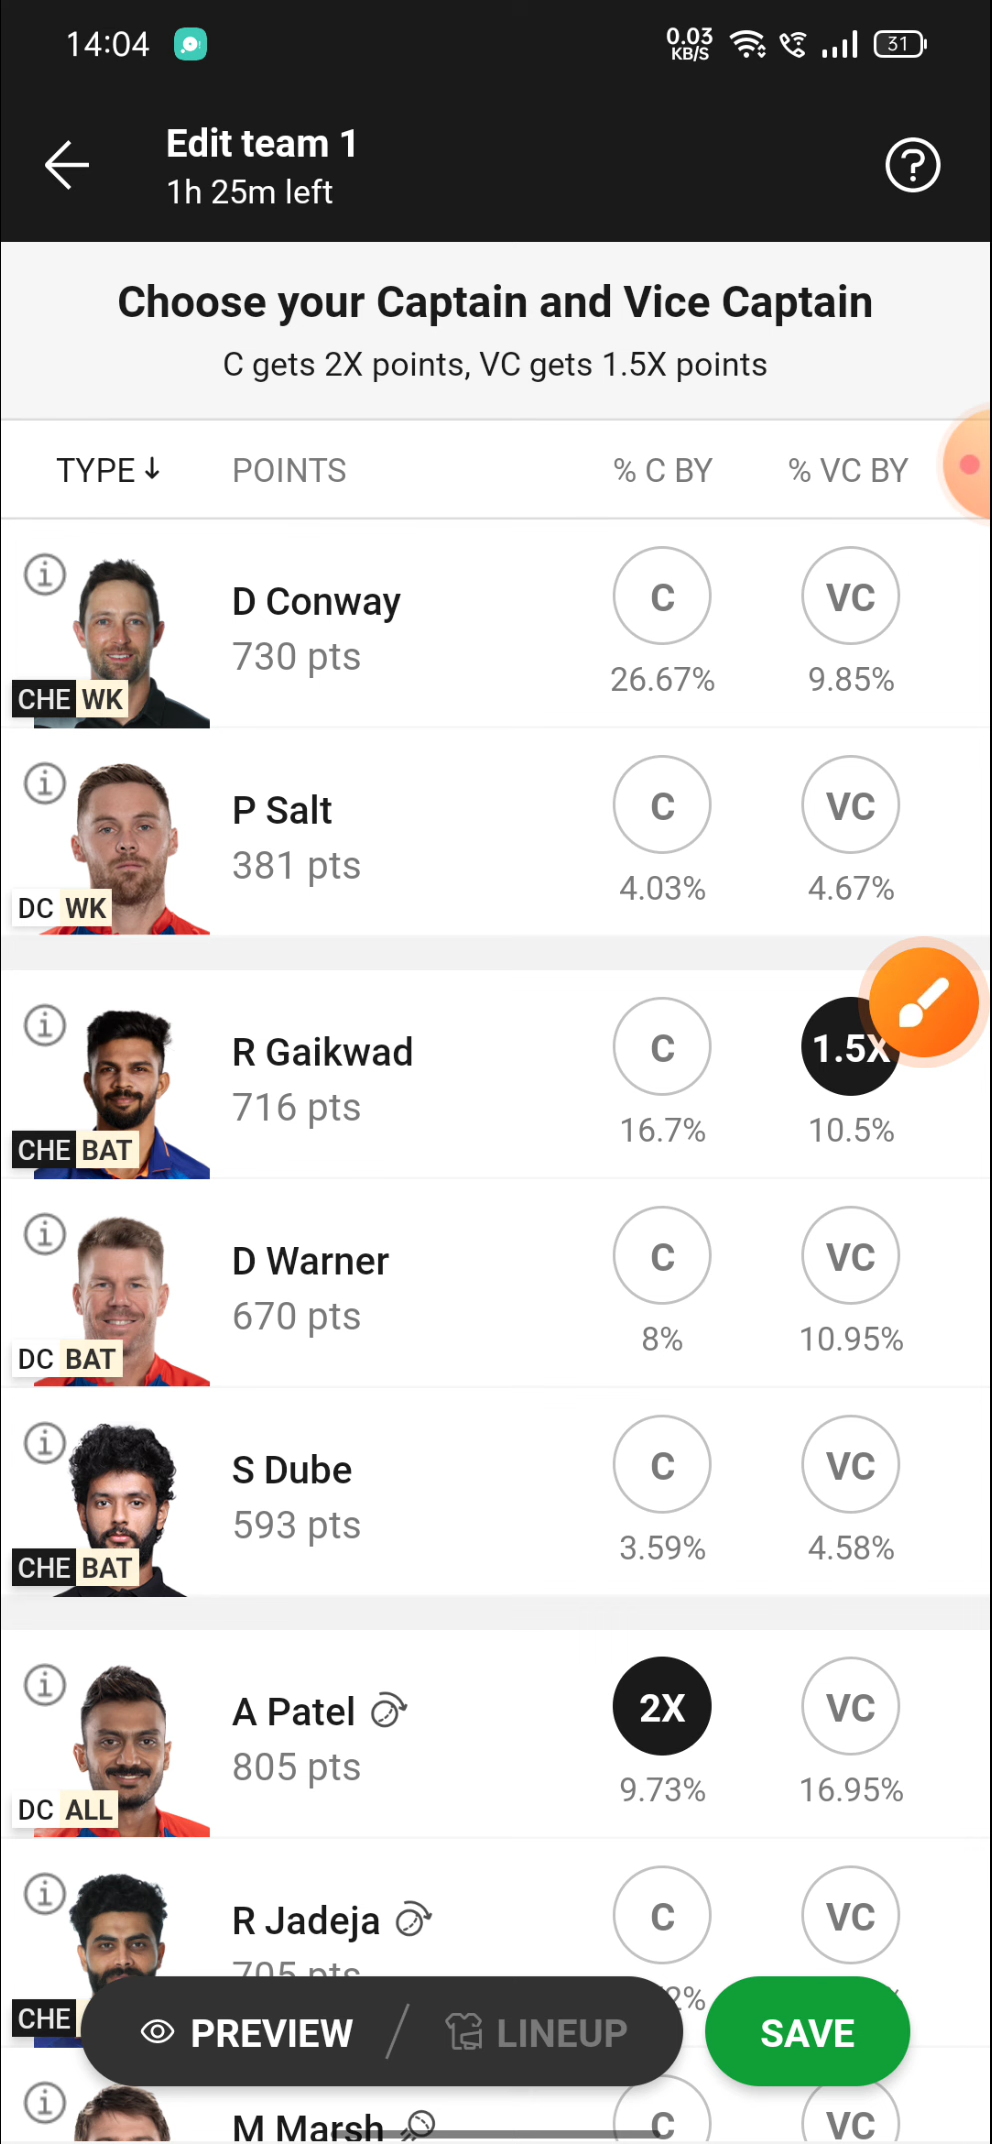 14:04
0.03
KB/S
31
Edit team 1
1h 25m left
Choose your Captain and Vice Captain
C gets 2X points, VC gets 1.5X points
TYPE↓ POINTS % C BY % VC BY
D Conway C VC
730 pts 26.67% 9.85%
CHE WK
P Salt C VC
381 pts 4.03% 4.67%
DC WK
R Gaikwad C 1.5X
716 pts 16.7% 10.5%
CHE BAT
D Warner C VC
670 pts 8% 10.95%
DC BAT
S Dube C VC
593 pts 3.59% 4.58%
CHE BAT
A Patel 2X VC
805 pts 9.73% 16.95%
DC ALL
R Jadeja C VC
705 pts
CHE
PREVIEW / LINEUP SAVE
M Marsh C VC